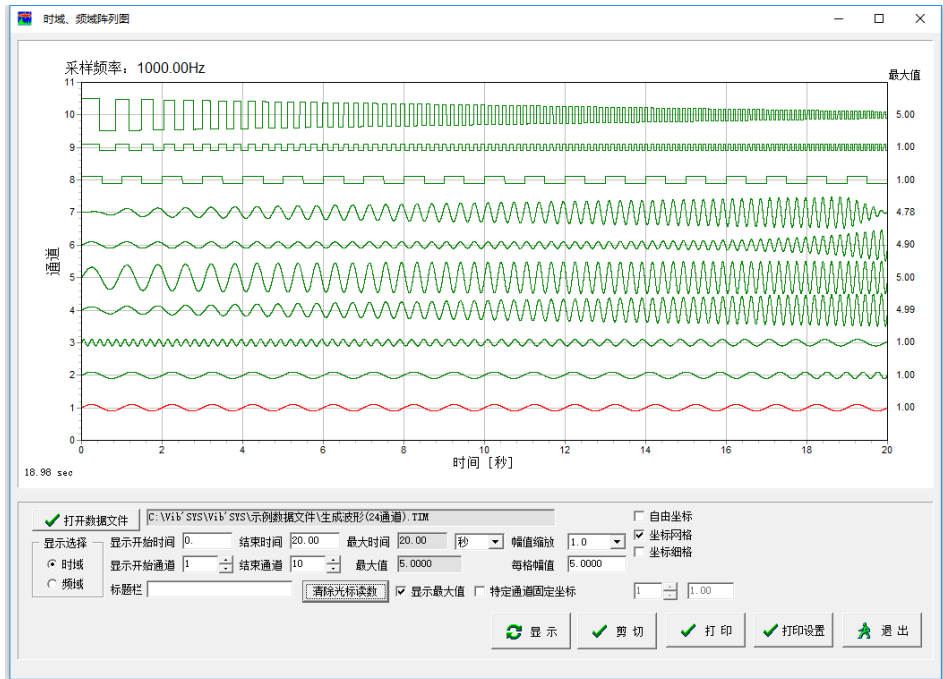 时域、频域阵列图
采样频率：1000.00Hz
最大值
11
10 5.00
9 1.00
8 1.00
7 4.78
6 4.90
5 5.00
4 4.99
3 1.00
2 1.00
1 1.00
0
通道
0 2 4 6 8 10 12 14 16 18 20
时间 [秒]
18.98 sec
打开数据文件 C:\Vib'SYS\Vib'SYS\示例数据文件\生成波形(24通道).TIM 自由坐标
显示选择 显示开始时间 0. 结束时间 20.00 最大时间 20.00 秒 幅值缩放 1.0 坐标网格
时域 显示开始通道 1 结束通道 10 最大值 5.0000 每格幅值 5.0000 坐标细格
频域 标题栏 清除光标读数 显示最大值 特定通道固定坐标 1 1.00
显示 剪切 打印 打印设置 退出